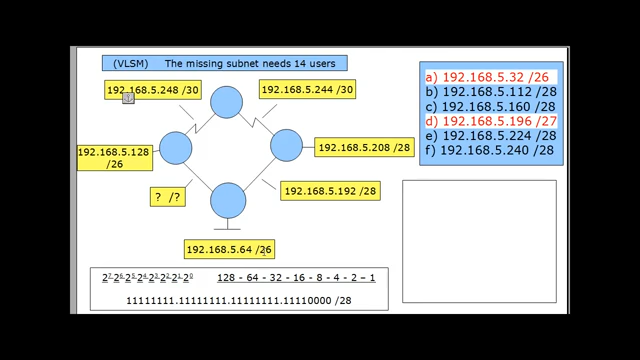 (VLSM) The missing subnet needs 14 users
192.168.5.248 /30
192.168.5.244 /30
a) 192.168.5.32 /26
b) 192.168.5.112 /28
c) 192.168.5.160 /28
d) 192.168.5.196 /27
e) 192.168.5.224 /28
f) 192.168.5.240 /28
192.168.5.128
/26
192.168.5.208 /28
? /?
192.168.5.192 /28
192.168.5.64 /26
2⁷-2⁶-2⁵-2⁴-2³-2²-2¹-2⁰ 128 - 64 - 32 - 16 - 8 - 4 - 2 – 1
11111111.11111111.11111111.11110000 /28